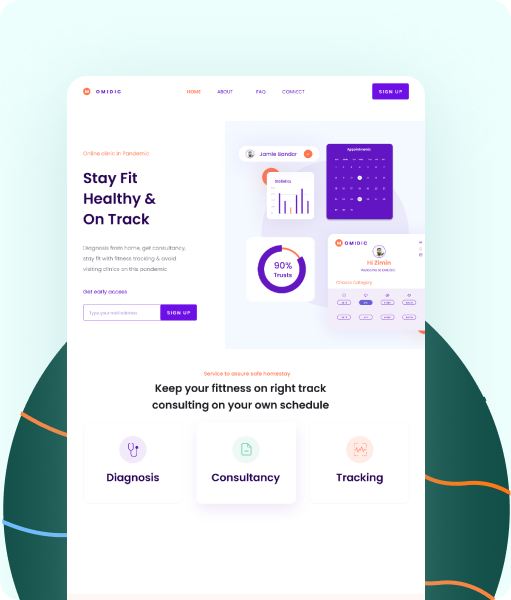 OMIDIC
HOME ABOUT FAQ CONNECT
SIGN UP
Online clinic in Pandemic
Stay Fit
Healthy &
On Track
Diagnosis from home, get consultancy,
stay fit with fitness tracking & avoid
visiting clinics on this pandemic
Get early access
Type your mail address
SIGN UP
Jamie Bandor
Statistics
Appointments
90%
Trusts
OMIDIC
Hi Zimin
Choose Category
Service to assure safe homestay
Keep your fittness on right track
consulting on your own schedule
Diagnosis
Consultancy
Tracking